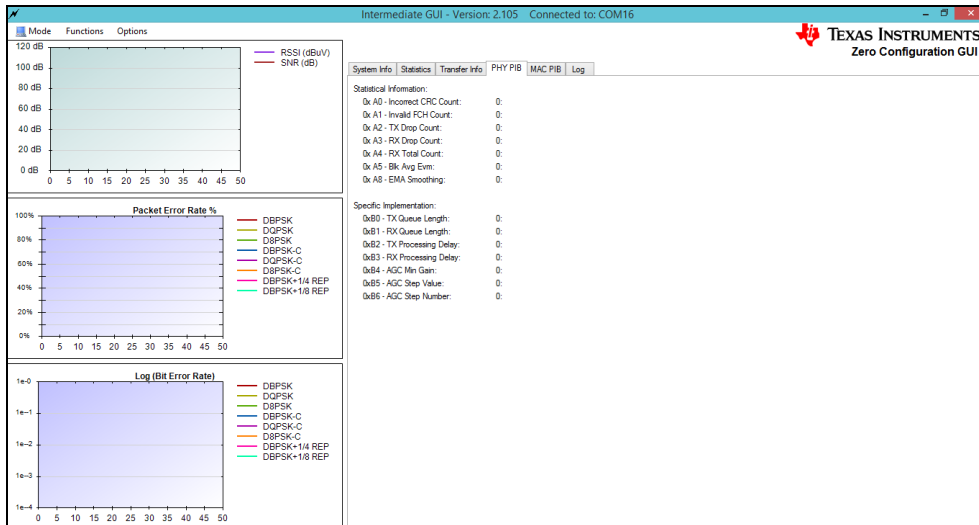 Intermediate GUI - Version: 2.105    Connected to: COM16
Mode    Functions    Options
TEXAS INSTRUMENTS
Zero Configuration GUI
120 dB
100 dB
80 dB
60 dB
40 dB
20 dB
0 dB
0 5 10 15 20 25 30 35 40 45 50
RSSI (dBuV)
SNR (dB)
Packet Error Rate %
100%
80%
60%
40%
20%
0%
0 5 10 15 20 25 30 35 40 45 50
DBPSK
DQPSK
D8PSK
DBPSK-C
DQPSK-C
D8PSK-C
DBPSK+1/4 REP
DBPSK+1/8 REP
Log (Bit Error Rate)
1e-0
1e-1
1e-2
1e-3
1e-4
0 5 10 15 20 25 30 35 40 45 50
DBPSK
DQPSK
D8PSK
DBPSK-C
DQPSK-C
D8PSK-C
DBPSK+1/4 REP
DBPSK+1/8 REP
System Info    Statistics    Transfer Info    PHY PIB    MAC PIB    Log
Statistical Information:
0x A0 - Incorrect CRC Count:    0:
0x A1 - Invalid FCH Count:    0:
0x A2 - TX Drop Count:    0:
0x A3 - RX Drop Count:    0:
0x A4 - RX Total Count:    0:
0x A5 - Blk Avg Evm:    0:
0x A8 - EMA Smoothing:    0:
Specific Implementation:
0xB0 - TX Queue Length:    0:
0xB1 - RX Queue Length:    0:
0xB2 - TX Processing Delay:    0:
0xB3 - RX Processing Delay:    0:
0xB4 - AGC Min Gain:    0:
0xB5 - AGC Step Value:    0:
0xB6 - AGC Step Number:    0: